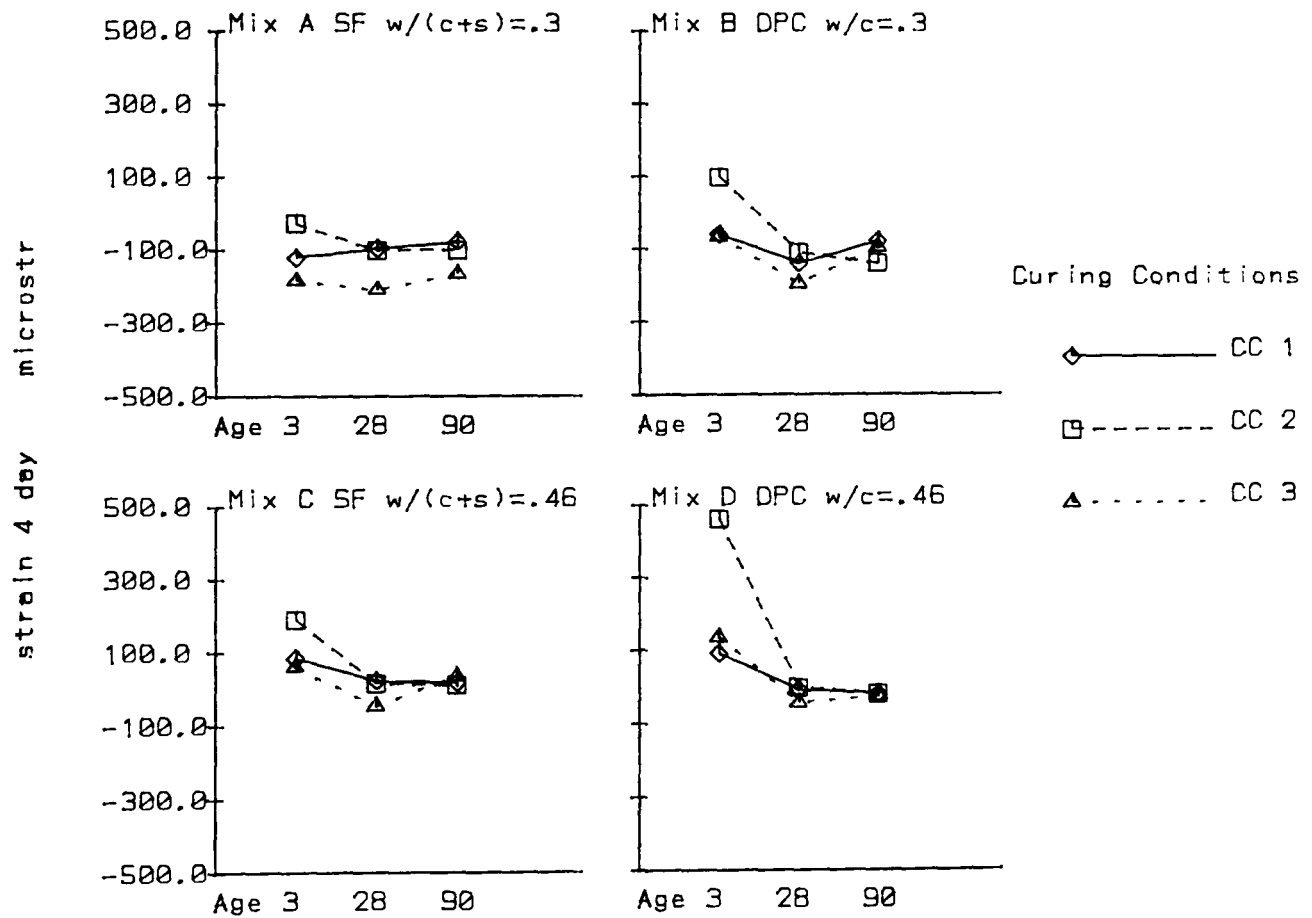 Mix A SF w/(c+s)=.3
500.0
300.0
100.0
-100.0
-300.0
-500.0
Age 3 28 90
Mix B DPC w/c=.3
Age 3 28 90
Curing Conditions
CC 1
CC 2
CC 3
Mix C SF w/(c+s)=.46
500.0
300.0
100.0
-100.0
-300.0
-500.0
Age 3 28 90
Mix D DPC w/c=.46
Age 3 28 90
strain 4 day microstr